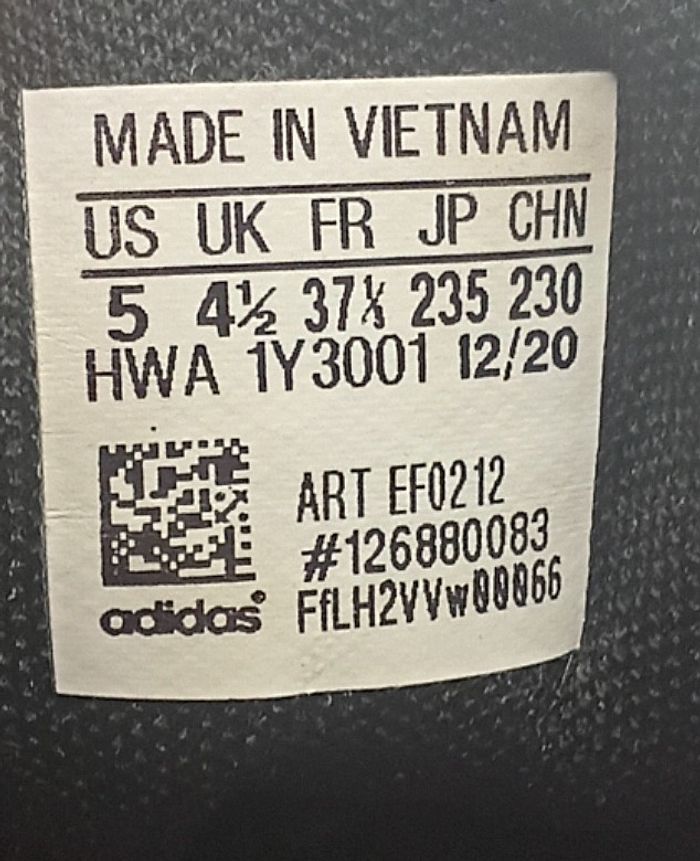 MADE IN VIETNAM
US UK FR JP CHN
5 4½ 37⅓ 235 230
HWA 1Y3001 12/20
ART EF0212
#126880083
adidas® FfLH2VVw00066